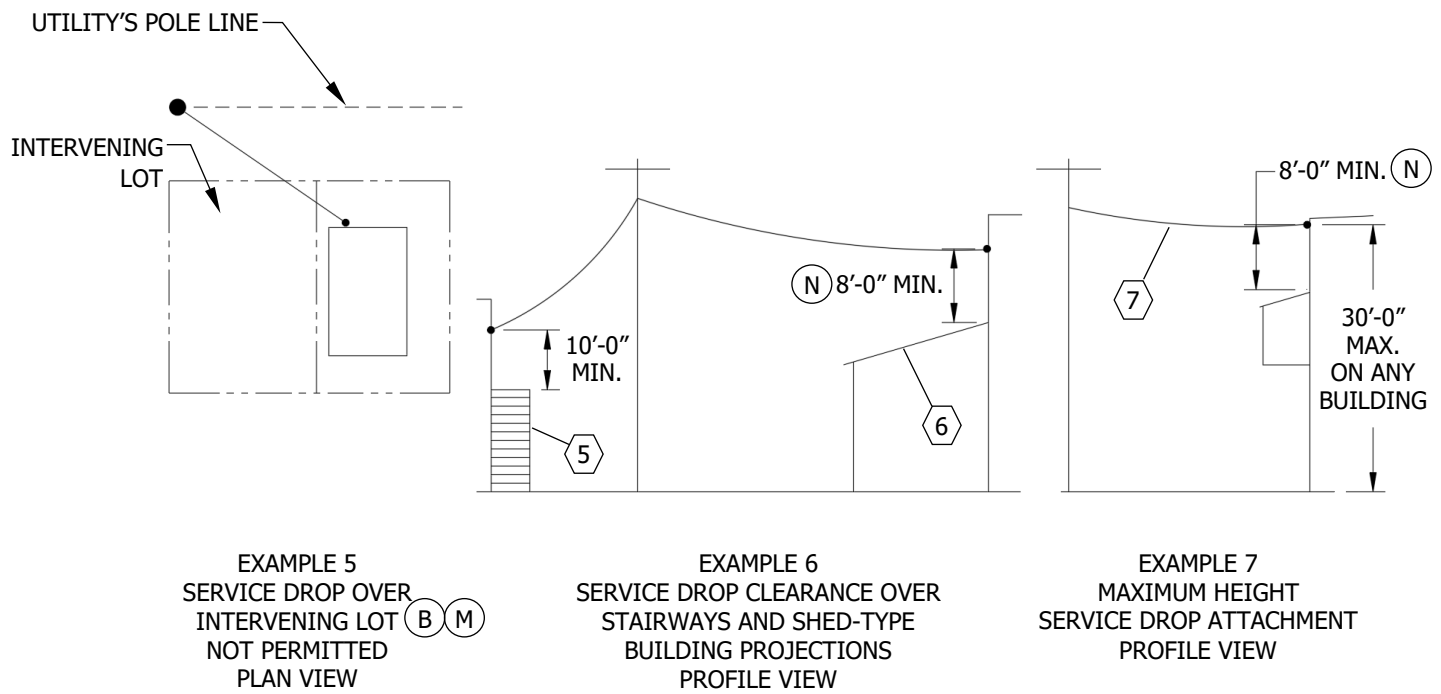 UTILITY’S POLE LINE
INTERVENING
LOT
10’-0”
MIN.
5
N 8’-0” MIN.
6
8’-0” MIN. N
7
30’-0”
MAX.
ON ANY
BUILDING
EXAMPLE 5
SERVICE DROP OVER
INTERVENING LOT B M
NOT PERMITTED
PLAN VIEW
EXAMPLE 6
SERVICE DROP CLEARANCE OVER
STAIRWAYS AND SHED-TYPE
BUILDING PROJECTIONS
PROFILE VIEW
EXAMPLE 7
MAXIMUM HEIGHT
SERVICE DROP ATTACHMENT
PROFILE VIEW